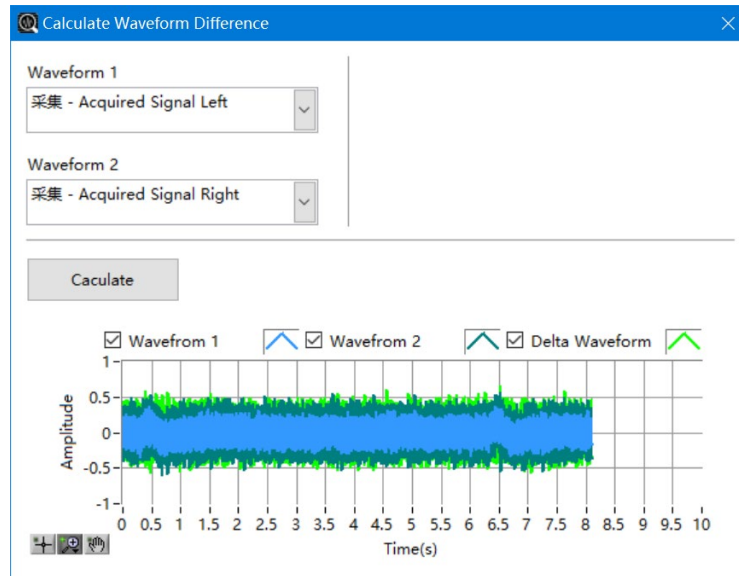 Calculate Waveform Difference
Waveform 1
采集 - Acquired Signal Left
Waveform 2
采集 - Acquired Signal Right
Caculate
Wavefrom 1 Wavefrom 2 Delta Waveform
1
0.5
0
-0.5
-1
Amplitude
0 0.5 1 1.5 2 2.5 3 3.5 4 4.5 5 5.5 6 6.5 7 7.5 8 8.5 9 9.5 10
Time(s)